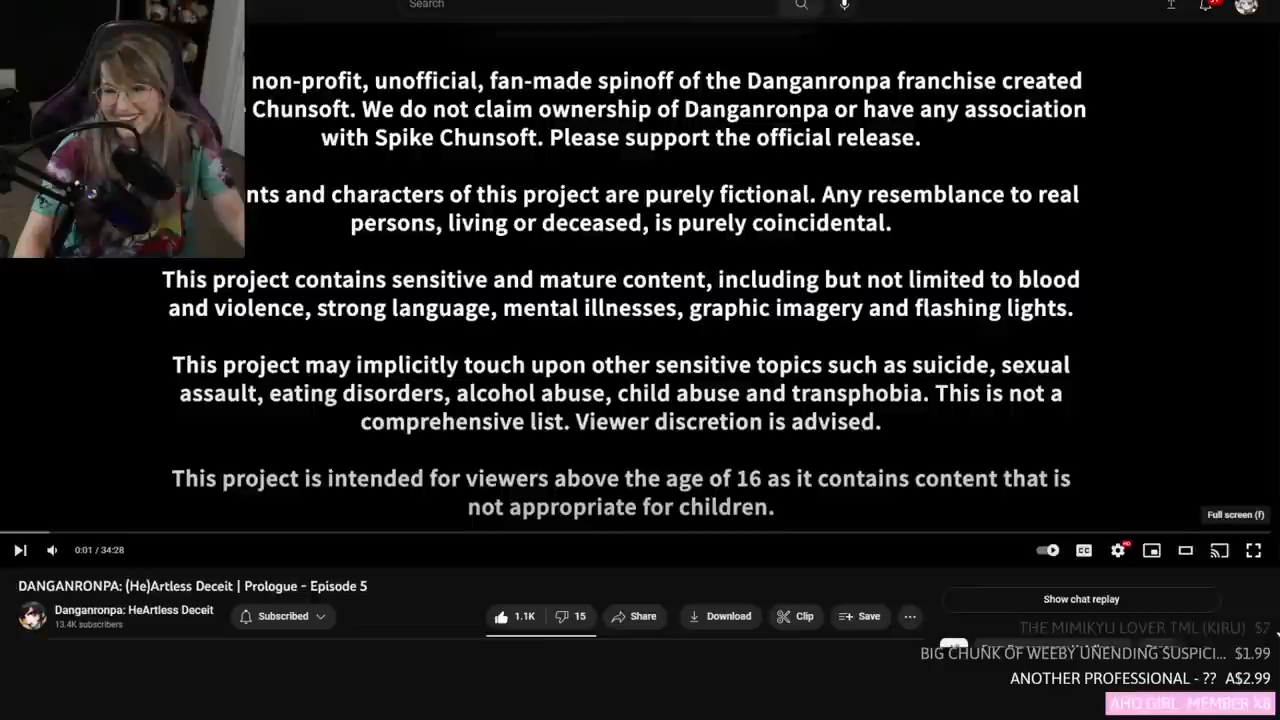 Search
non-profit, unofficial, fan-made spinoff of the Danganronpa franchise created
Chunsoft. We do not claim ownership of Danganronpa or have any association
with Spike Chunsoft. Please support the official release.
nts and characters of this project are purely fictional. Any resemblance to real
persons, living or deceased, is purely coincidental.
This project contains sensitive and mature content, including but not limited to blood
and violence, strong language, mental illnesses, graphic imagery and flashing lights.
This project may implicitly touch upon other sensitive topics such as suicide, sexual
assault, eating disorders, alcohol abuse, child abuse and transphobia. This is not a
comprehensive list. Viewer discretion is advised.
This project is intended for viewers above the age of 16 as it contains content that is
not appropriate for children.
Full screen (f)
0:01 / 34:28
CC
HD
DANGANRONPA: (He)Artless Deceit | Prologue - Episode 5
Danganronpa: HeArtless Deceit
13.4K subscribers
Subscribed
1.1K
15
Share
Download
Clip
Save
Show chat replay
THE MIMIKYU LOVER TML (KIRU) $7
BIG CHUNK OF WEEBY UNENDING SUSPICI... $1.99
ANOTHER PROFESSIONAL - ?? A$2.99
AHO GIRL MEMBER X6